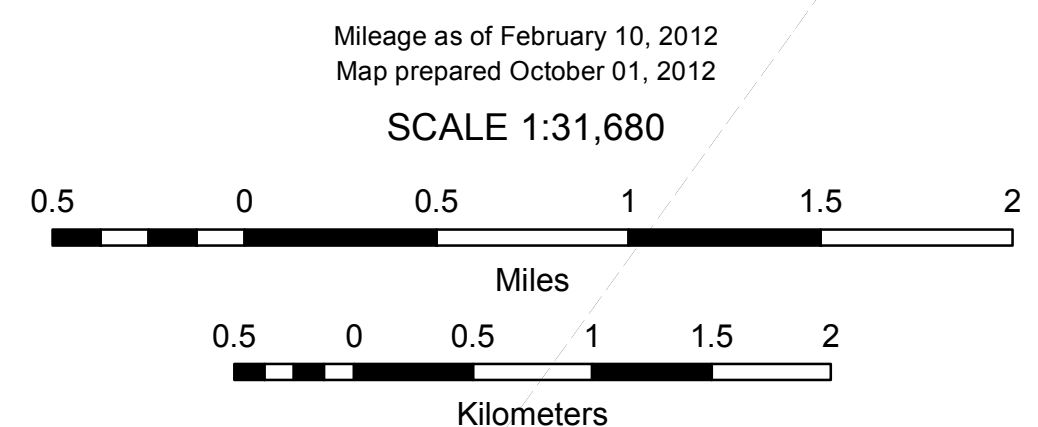 Mileage as of February 10, 2012
Map prepared October 01, 2012
SCALE 1:31,680
0.5 0 0.5 1 1.5 2
Miles
0.5 0 0.5 1 1.5 2
Kilometers